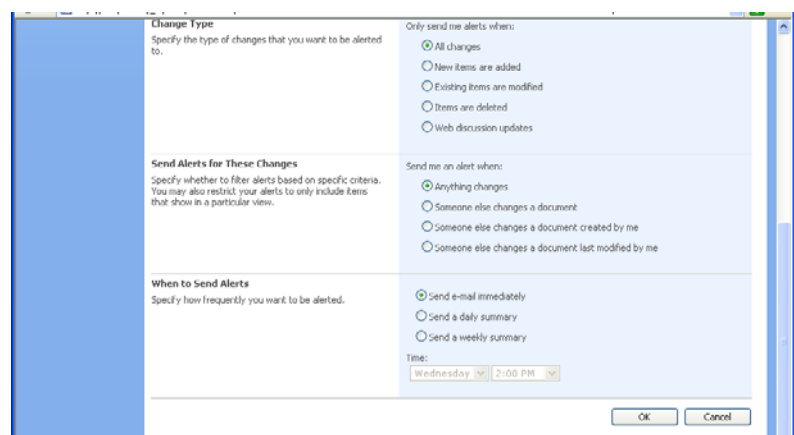 Change Type
Specify the type of changes that you want to be alerted
to.
Only send me alerts when:
All changes
New items are added
Existing items are modified
Items are deleted
Web discussion updates
Send Alerts for These Changes
Specify whether to filter alerts based on specific criteria.
You may also restrict your alerts to only include items
that show in a particular view.
Send me an alert when:
Anything changes
Someone else changes a document
Someone else changes a document created by me
Someone else changes a document last modified by me
When to Send Alerts
Specify how frequently you want to be alerted.
Send e-mail immediately
Send a daily summary
Send a weekly summary
Time:
Wednesday 2:00 PM
OK Cancel